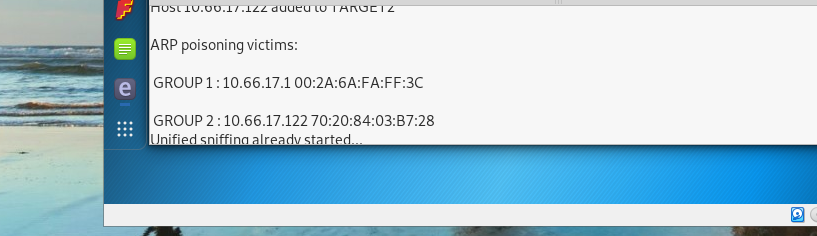 Host 10.66.17.122 added to TARGET2
ARP poisoning victims:
GROUP 1 : 10.66.17.1 00:2A:6A:FA:FF:3C
GROUP 2 : 10.66.17.122 70:20:84:03:B7:28
Unified sniffing already started...